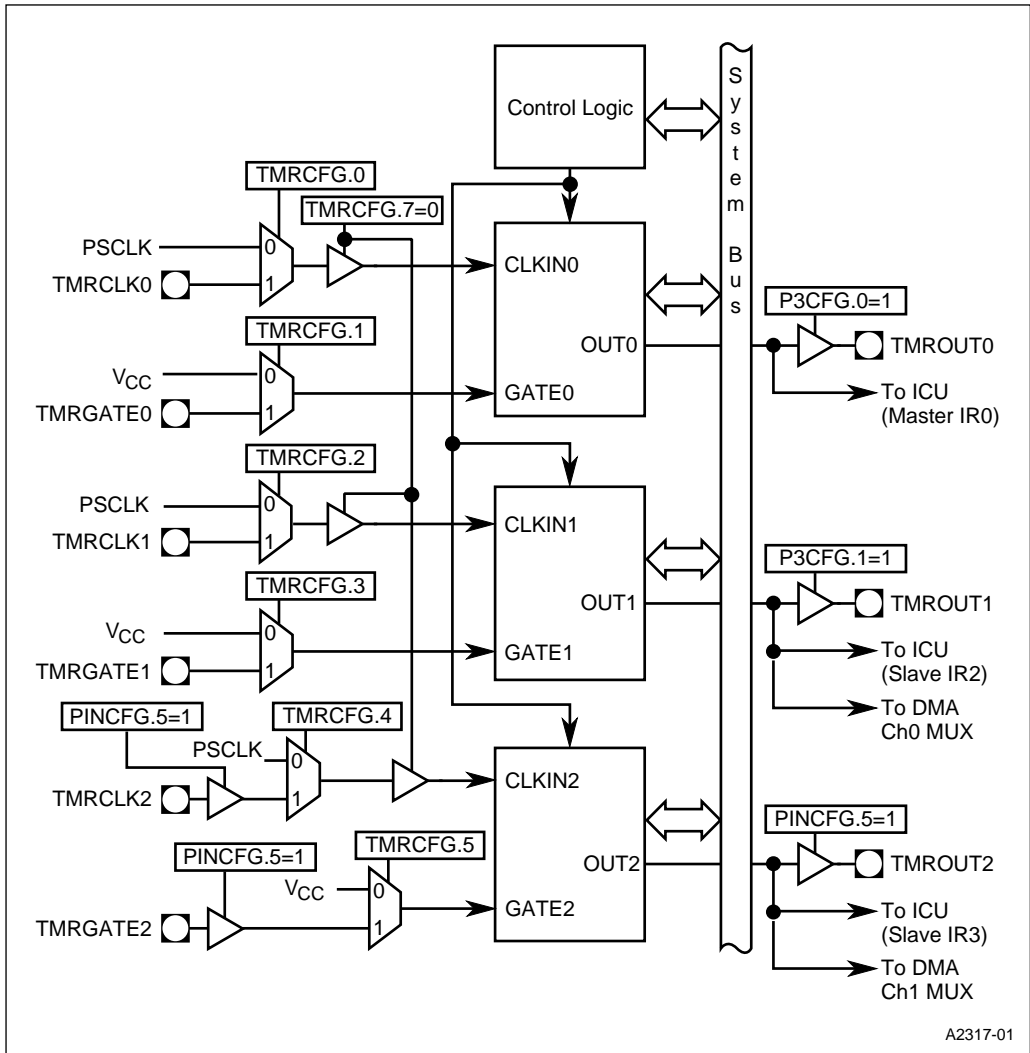 Control Logic
System Bus
TMRCFG.0
TMRCFG.7=0
PSCLK
0
TMRCLK0
1
CLKIN0
P3CFG.0=1
TMRCFG.1
OUT0
TMROUT0
VCC
0
TMRGATE0
1
GATE0
To ICU
(Master IR0)
TMRCFG.2
PSCLK
0
TMRCLK1
1
CLKIN1
P3CFG.1=1
TMRCFG.3
OUT1
TMROUT1
VCC
0
TMRGATE1
1
GATE1
To ICU
(Slave IR2)
To DMA
Ch0 MUX
PINCFG.5=1
TMRCFG.4
PSCLK
0
TMRCLK2
1
CLKIN2
PINCFG.5=1
PINCFG.5=1
TMRCFG.5
OUT2
TMROUT2
VCC
0
TMRGATE2
1
GATE2
To ICU
(Slave IR3)
To DMA
Ch1 MUX
A2317-01